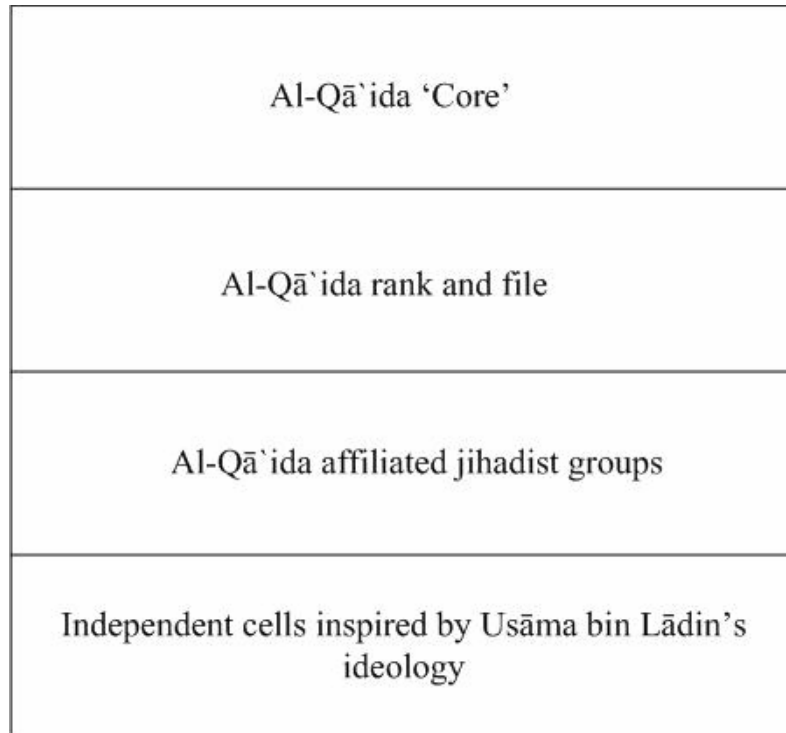 Al-Qā`ida ‘Core’
Al-Qā`ida rank and file
Al-Qā`ida affiliated jihadist groups
Independent cells inspired by Usāma bin Lādin’s
ideology